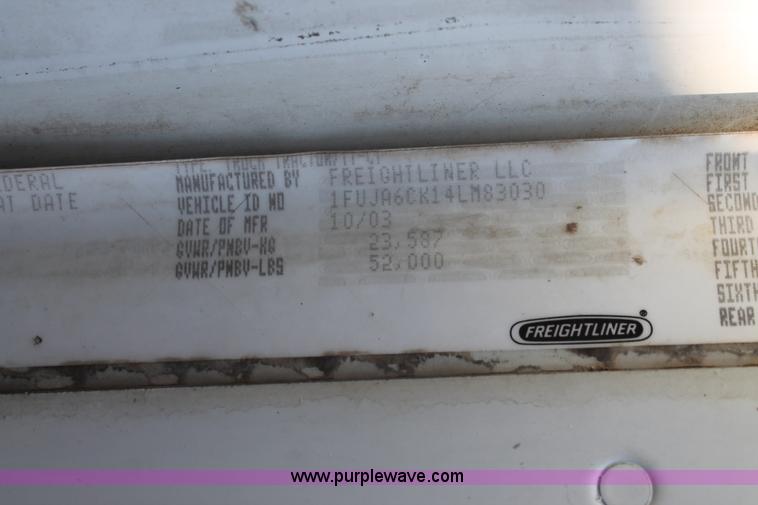 TYPE: TRUCK TRACTOR/TT-CT
MANUFACTURED BY FREIGHTLINER LLC
VEHICLE ID NO 1FUJA6CK14LM83030
DATE OF MFR 10/03
GVWR/PNBV-KG 23,587
GVWR/PNBV-LBS 52,000
DERAL
AT DATE
FRONT
FIRST
SECOND
THIRD
FOURTH
FIFTH
SIXTH
REAR
FREIGHTLINER®
www.purplewave.com